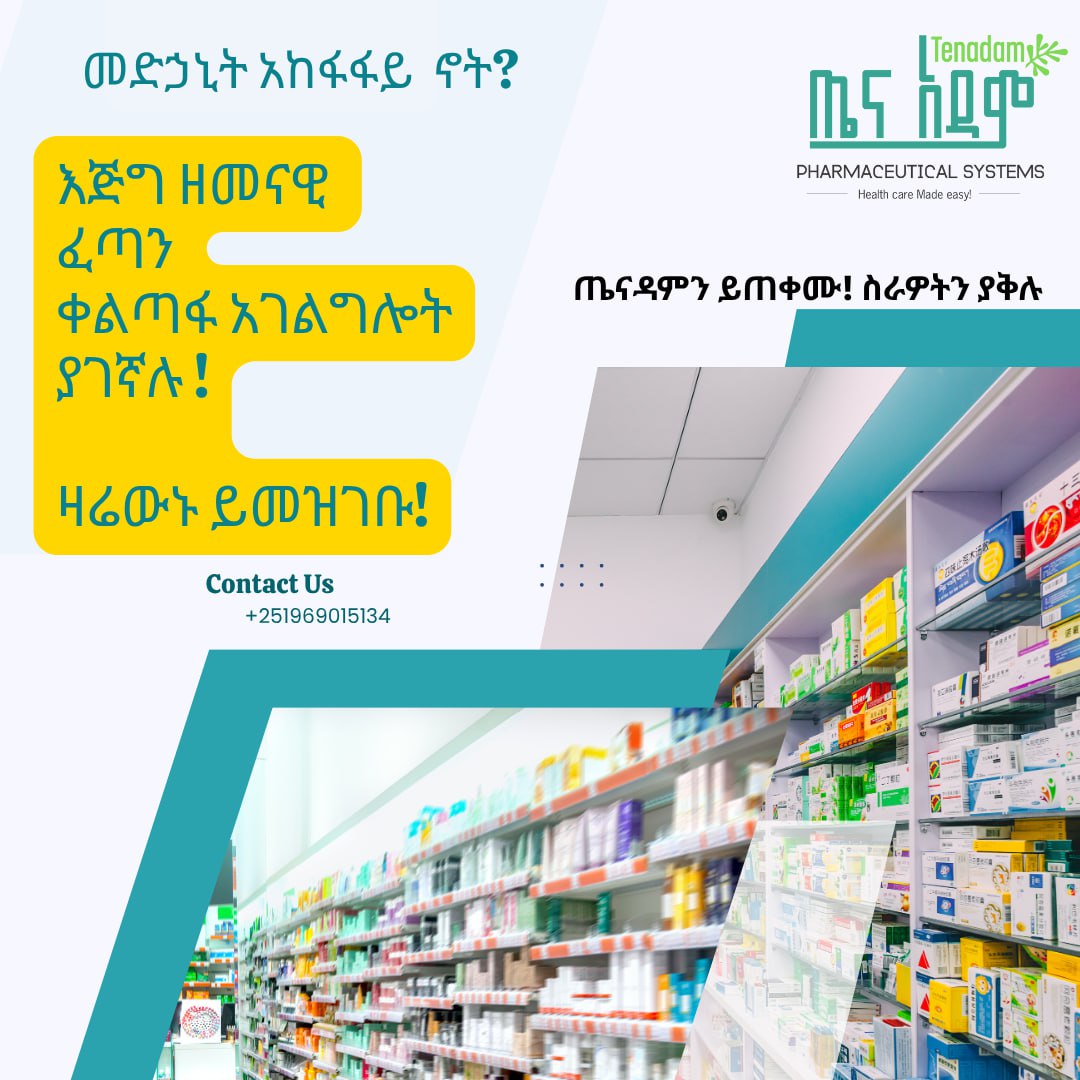 መድኃኒት አከፋፋይ ኖት?
Tenadam
ጤና አዳም
PHARMACEUTICAL SYSTEMS
Health care Made easy!
እጅግ ዘመናዊ
ፈጣን
ቀልጣፋ አገልግሎት
ያገኛሉ!
ዛሬውኑ ይመዝገቡ!
ጤናዳምን ይጠቀሙ! ስራዎትን ያቅሉ
Contact Us
+251969015134